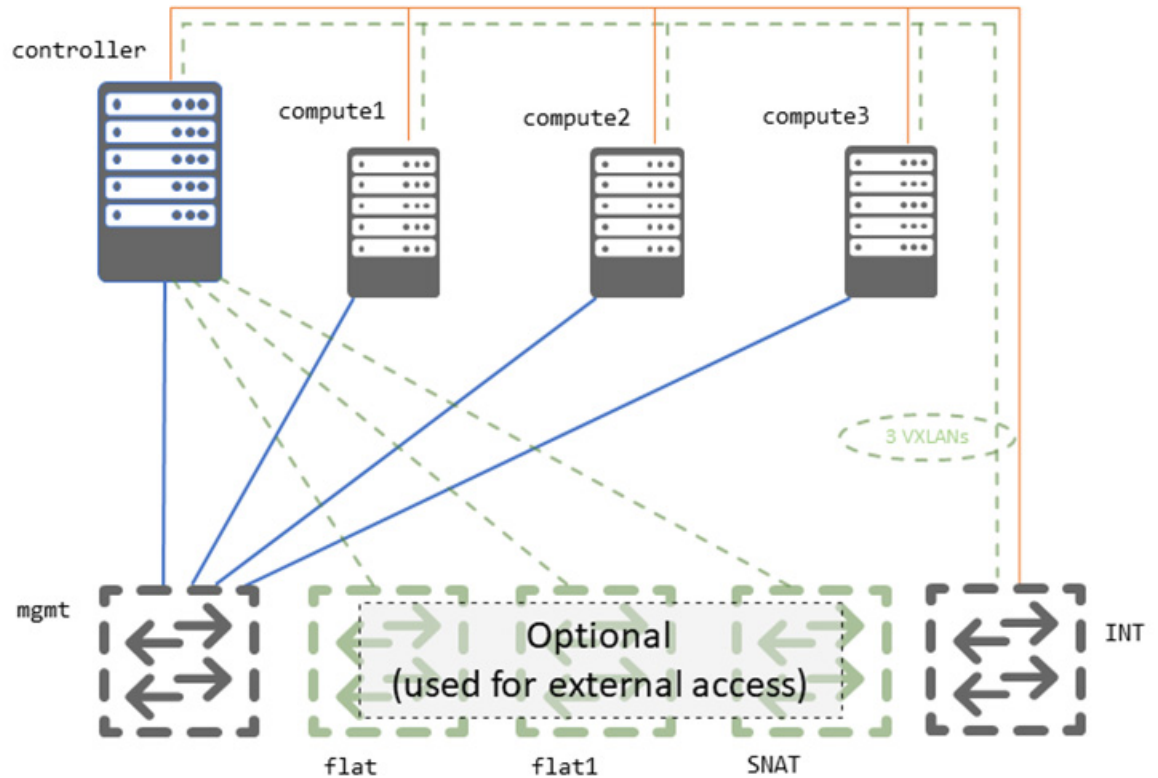 controller
compute1
compute2
compute3
3 VXLANs
mgmt
Optional
(used for external access)
INT
flat
flat1
SNAT